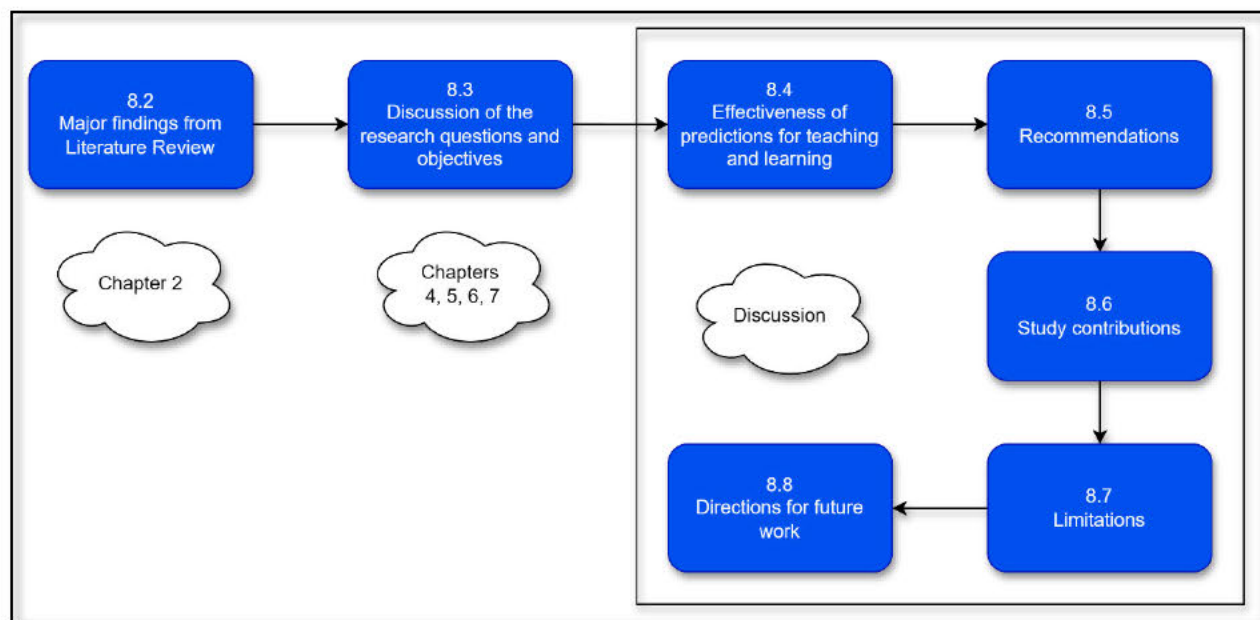 8.2
Major findings from
Literature Review
8.3
Discussion of the
research questions and
objectives
8.4
Effectiveness of
predictions for teaching
and learning
8.5
Recommendations
Chapter 2
Chapters
4, 5, 6, 7
Discussion
8.6
Study contributions
8.8
Directions for future
work
8.7
Limitations